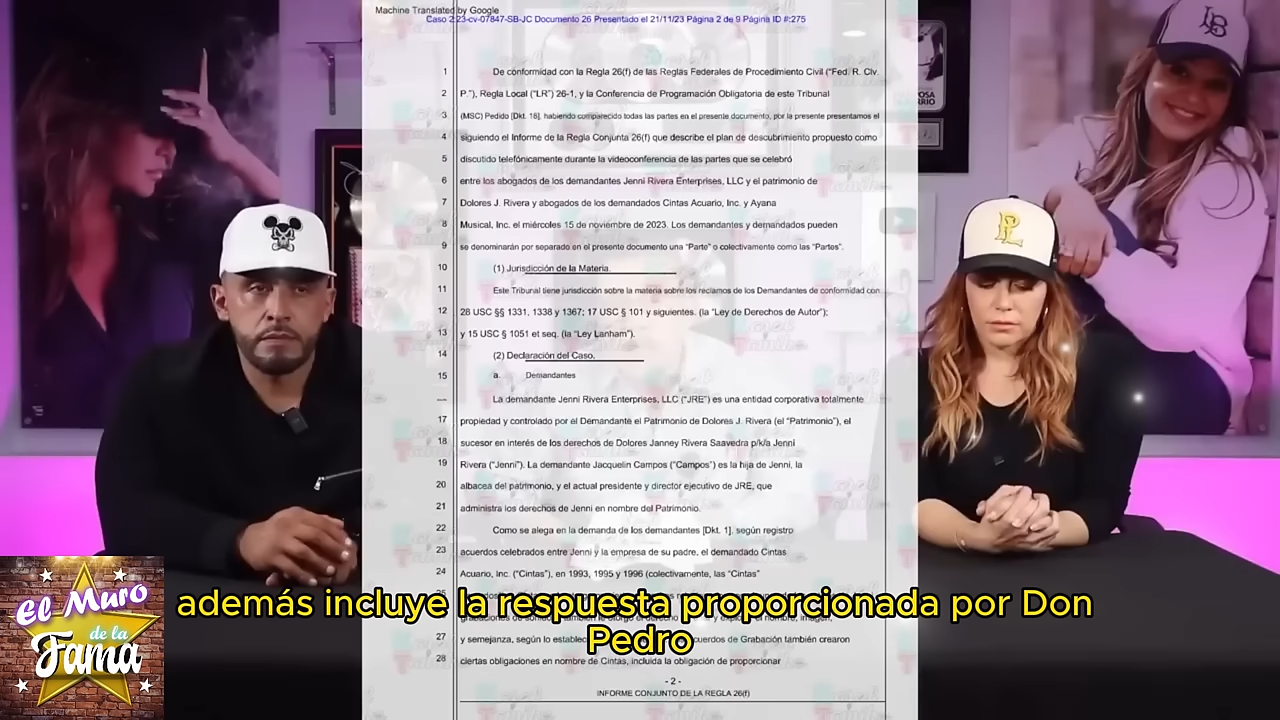 Machine Translated by Google
Caso 2:23-cv-07847-SB-JC Documento 26 Presentado el 21/11/23 Página 2 de 9 Página ID #:275
1 De conformidad con la Regla 26(f) de las Reglas Federales de Procedimiento Civil ("Fed. R. Civ.
2 P."), Regla Local ("LR") 26-1, y la Conferencia de Programación Obligatoria de este Tribunal
3 (MSC) Pedido [Dkt. 18], habiendo comparecido todas las partes en el presente documento, por la presente presentamos el
4 siguiendo el Informe de la Regla Conjunta 26(f) que describe el plan de descubrimiento propuesto como
5 discutido telefónicamente durante la videoconferencia de las partes que se celebró
6 entre los abogados de los demandantes Jenni Rivera Enterprises, LLC y el patrimonio de
7 Dolores J. Rivera y abogados de los demandados Cintas Acuario, Inc. y Ayana
8 Musical, Inc. el miércoles 15 de noviembre de 2023. Los demandantes y demandados pueden
9 se denominarán por separado en el presente documento una "Parte" o colectivamente como las "Partes".
10 (1) Jurisdicción de la Materia.
11 Este Tribunal tiene jurisdicción sobre la materia sobre los reclamos de los Demandantes de conformidad con
12 28 USC §§ 1331, 1338 y 1367; 17 USC § 101 y siguientes. (la "Ley de Derechos de Autor");
13 y 15 USC § 1051 et seq. (la "Ley Lanham").
14 (2) Declaración del Caso.
15 a. Demandantes
La demandante Jenni Rivera Enterprises, LLC ("JRE") es una entidad corporativa totalmente
17 propiedad y controlado por el Demandante el Patrimonio de Dolores J. Rivera (el "Patrimonio"), el
18 sucesor en interés de los derechos de Dolores Janney Rivera Saavedra p/k/a Jenni
19 Rivera ("Jenni"). La demandante Jacquelin Campos ("Campos") es la hija de Jenni, la
20 albacea del patrimonio, y el actual presidente y director ejecutivo de JRE, que
21 administra los derechos de Jenni en nombre del Patrimonio.
22 Como se alega en la demanda de los demandantes [Dkt. 1], según registro
23 acuerdos celebrados entre Jenni y la empresa de su padre, el demandado Cintas
24 Acuario, Inc. ("Cintas"), en 1993, 1995 y 1996 (colectivamente, las "Cintas"
27 y semejanza, según lo establec cuerdos de Grabación también crearon
28 ciertas obligaciones en nombre de Cintas, incluida la obligación de proporcionar
- 2 -
INFORME CONJUNTO DE LA REGLA 26(f)
LB
El Muro
de la
Fama
además incluye la respuesta proporcionada por Don
Pedro